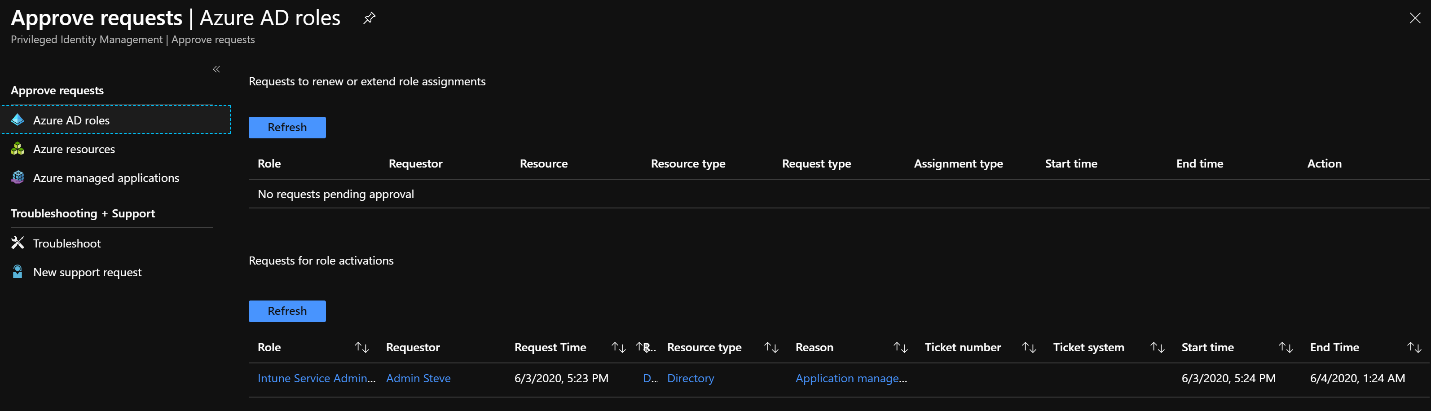 Approve requests | Azure AD roles
Privileged Identity Management | Approve requests
Approve requests
Azure AD roles
Azure resources
Azure managed applications
Troubleshooting + Support
Troubleshoot
New support request
Requests to renew or extend role assignments
Refresh
Role Requestor Resource Resource type Request type Assignment type Start time End time Action
No requests pending approval
Requests for role activations
Refresh
Role Requestor Request Time R.. Resource type Reason Ticket number Ticket system Start time End Time
Intune Service Admin... Admin Steve 6/3/2020, 5:23 PM D.. Directory Application manage... 6/3/2020, 5:24 PM 6/4/2020, 1:24 AM